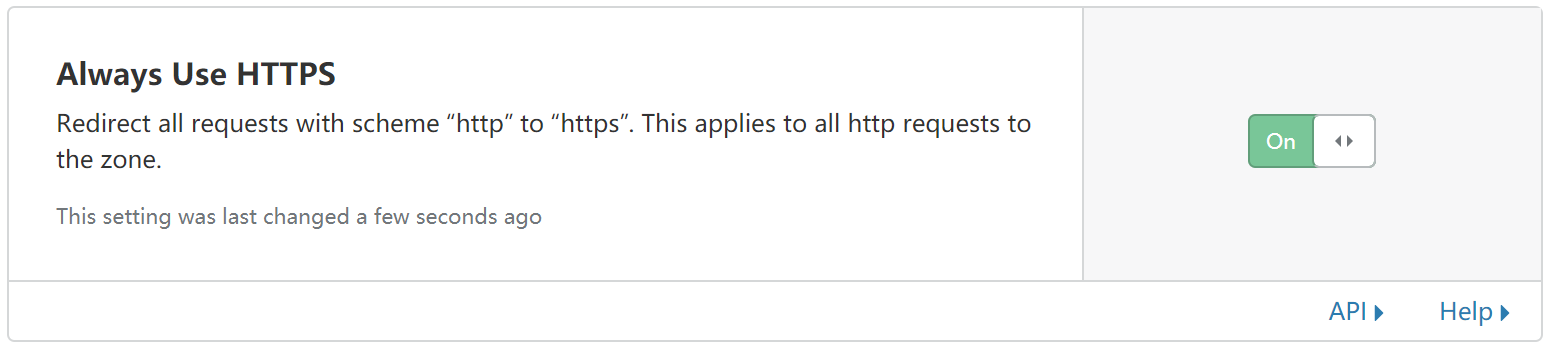 Always Use HTTPS
Redirect all requests with scheme “http” to “https”. This applies to all http requests to
the zone.
On
This setting was last changed a few seconds ago
API
Help